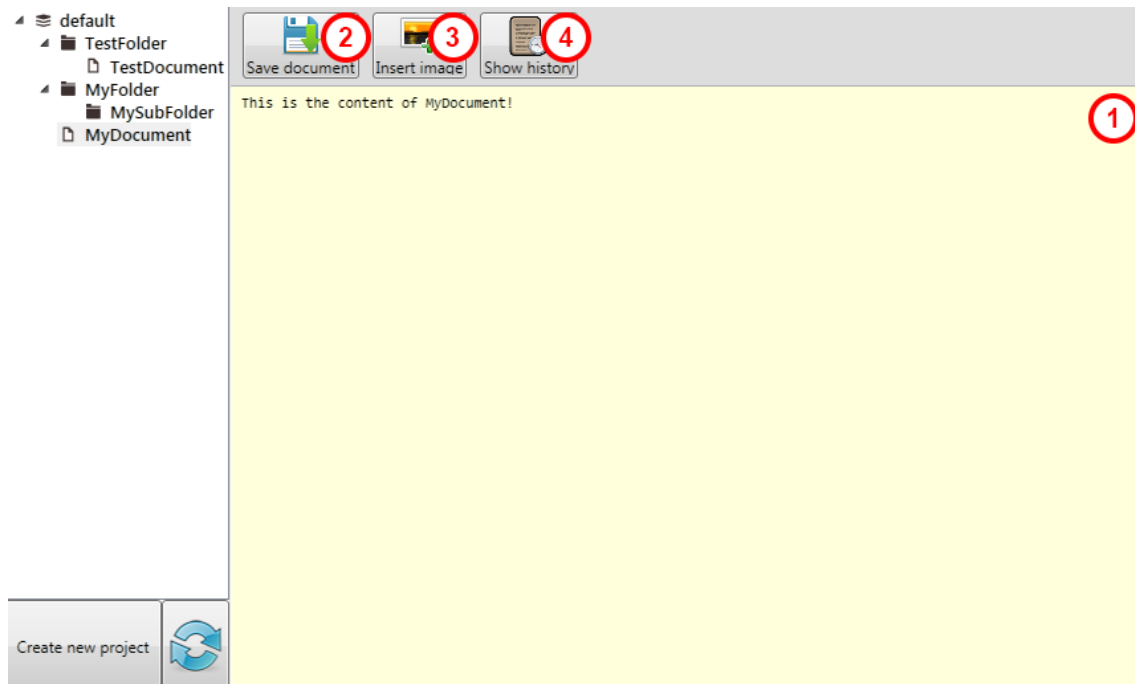 default
TestFolder
TestDocument
MyFolder
MySubFolder
MyDocument
2
3
4
Save document
Insert image
Show history
This is the content of MyDocument!
1
Create new project